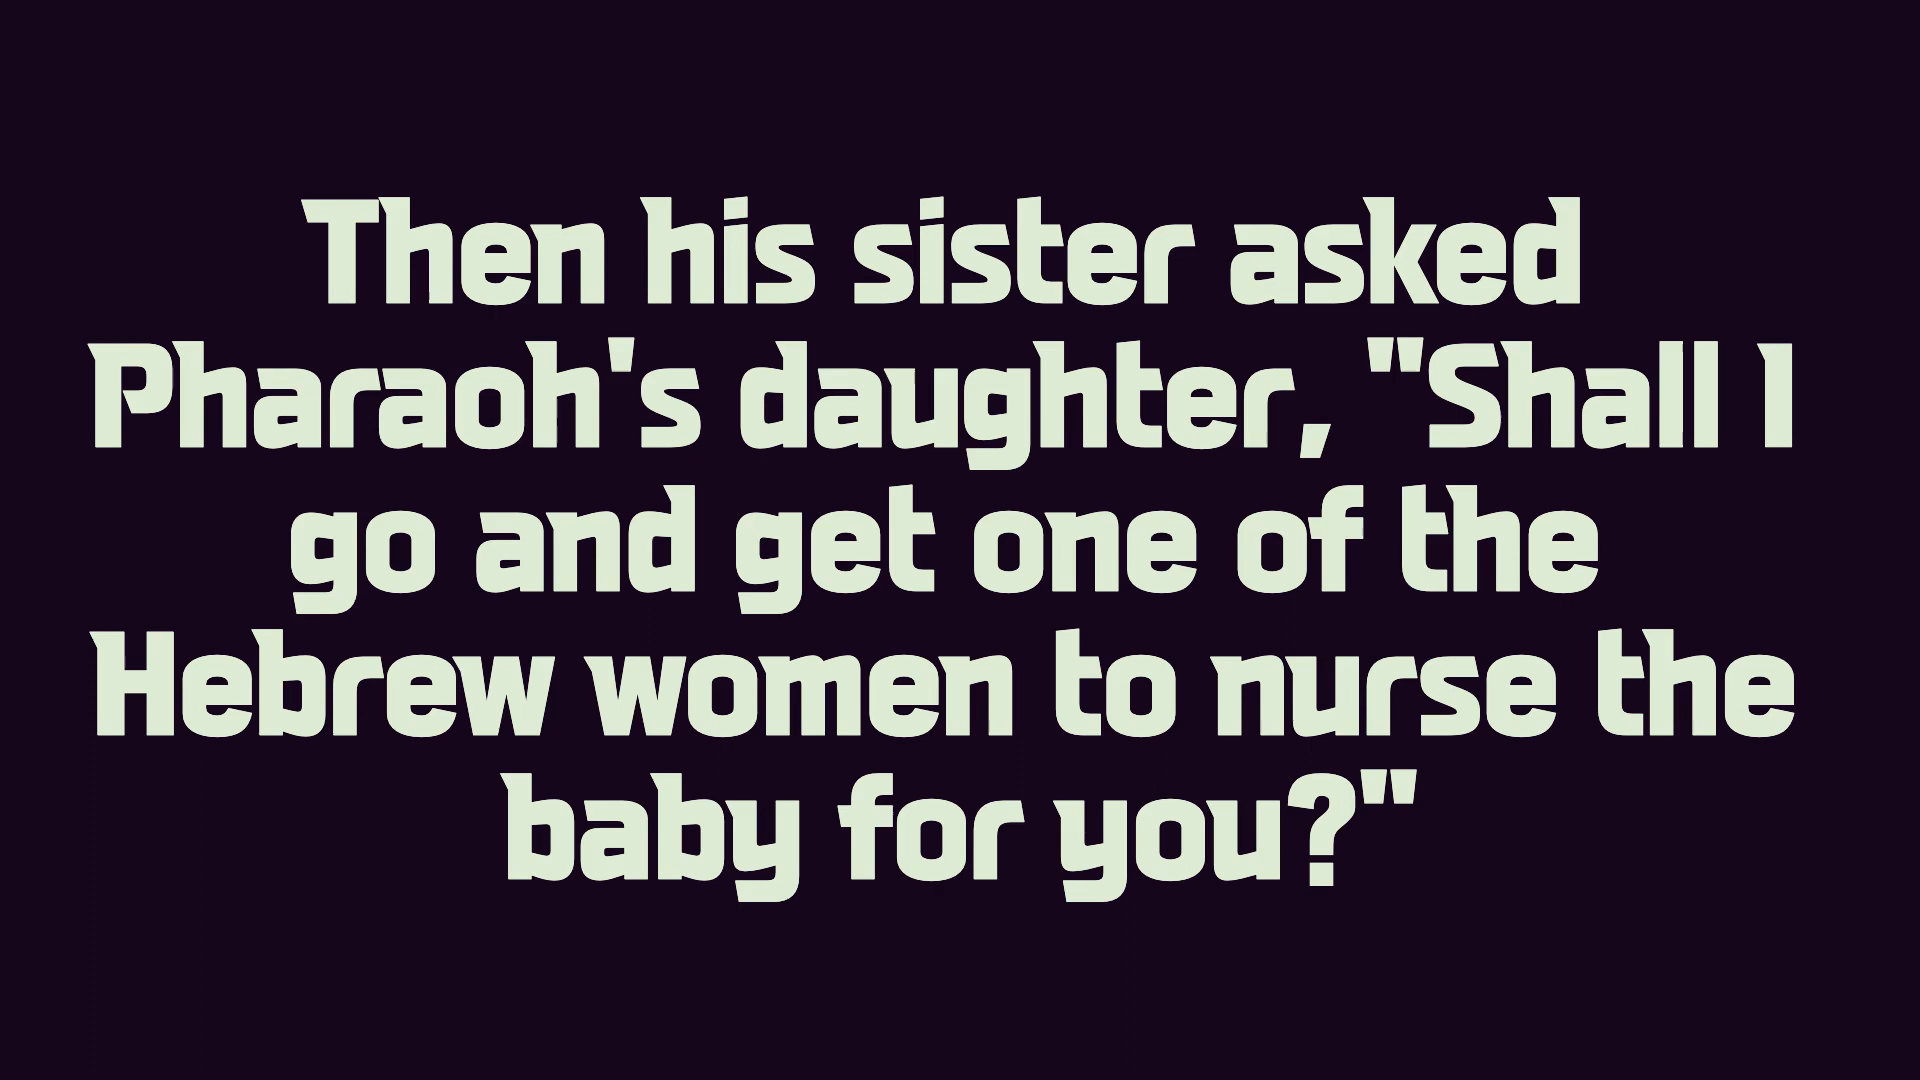 Then his sister asked
Pharaoh's daughter, "Shall I
go and get one of the
Hebrew women to nurse the
baby for you?"